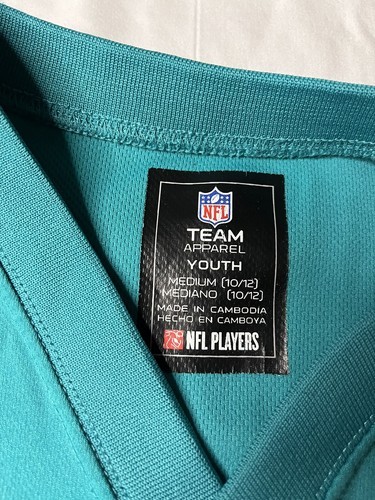 NFL
TEAM
APPAREL
YOUTH
MEDIUM (10/12)
MEDIANO (10/12)
MADE IN CAMBODIA
HECHO EN CAMBOYA
NFL PLAYERS